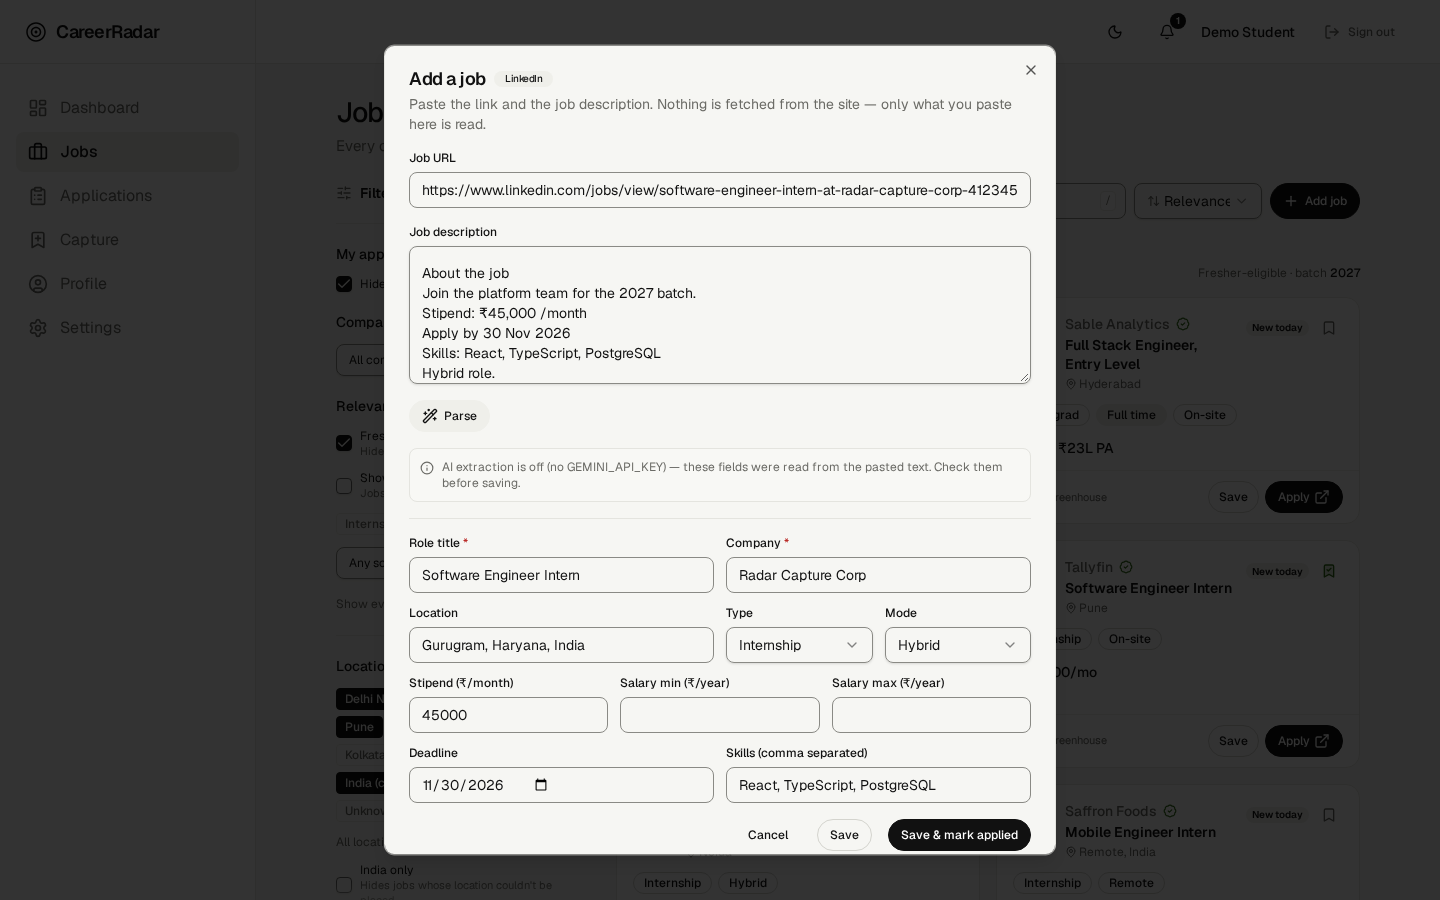 CareerRadar
1
Demo Student
Sign out
Dashboard
Jobs
Applications
Capture
Profile
Settings
Add a job
LinkedIn
Paste the link and the job description. Nothing is fetched from the site — only what you paste
here is read.
Job URL
https://www.linkedin.com/jobs/view/software-engineer-intern-at-radar-capture-corp-412345
Job description
About the job
Join the platform team for the 2027 batch.
Stipend: ₹45,000 /month
Apply by 30 Nov 2026
Skills: React, TypeScript, PostgreSQL
Hybrid role.
Parse
AI extraction is off (no GEMINI_API_KEY) — these fields were read from the pasted text. Check them
before saving.
Role title *
Company *
Software Engineer Intern
Radar Capture Corp
Location
Type
Mode
Gurugram, Haryana, India
Internship
Hybrid
Stipend (₹/month)
Salary min (₹/year)
Salary max (₹/year)
45000
Deadline
Skills (comma separated)
11/30/2026
React, TypeScript, PostgreSQL
Cancel
Save
Save & mark applied
Job
Every
My app
Hide
All cor
Pune
India only
Hides jobs whose location couldn't be
/
Relevance
Add job
Fresher-eligible · batch 2027
Sable Analytics
New today
Full Stack Engineer,
Entry Level
Hyderabad
Full time
On-site
₹23L PA
Save
Apply
Tallyfin
New today
Software Engineer Intern
Pune
On-site
Save
Apply
Saffron Foods
New today
Mobile Engineer Intern
Remote, India
Internship
Hybrid
Internship
Remote